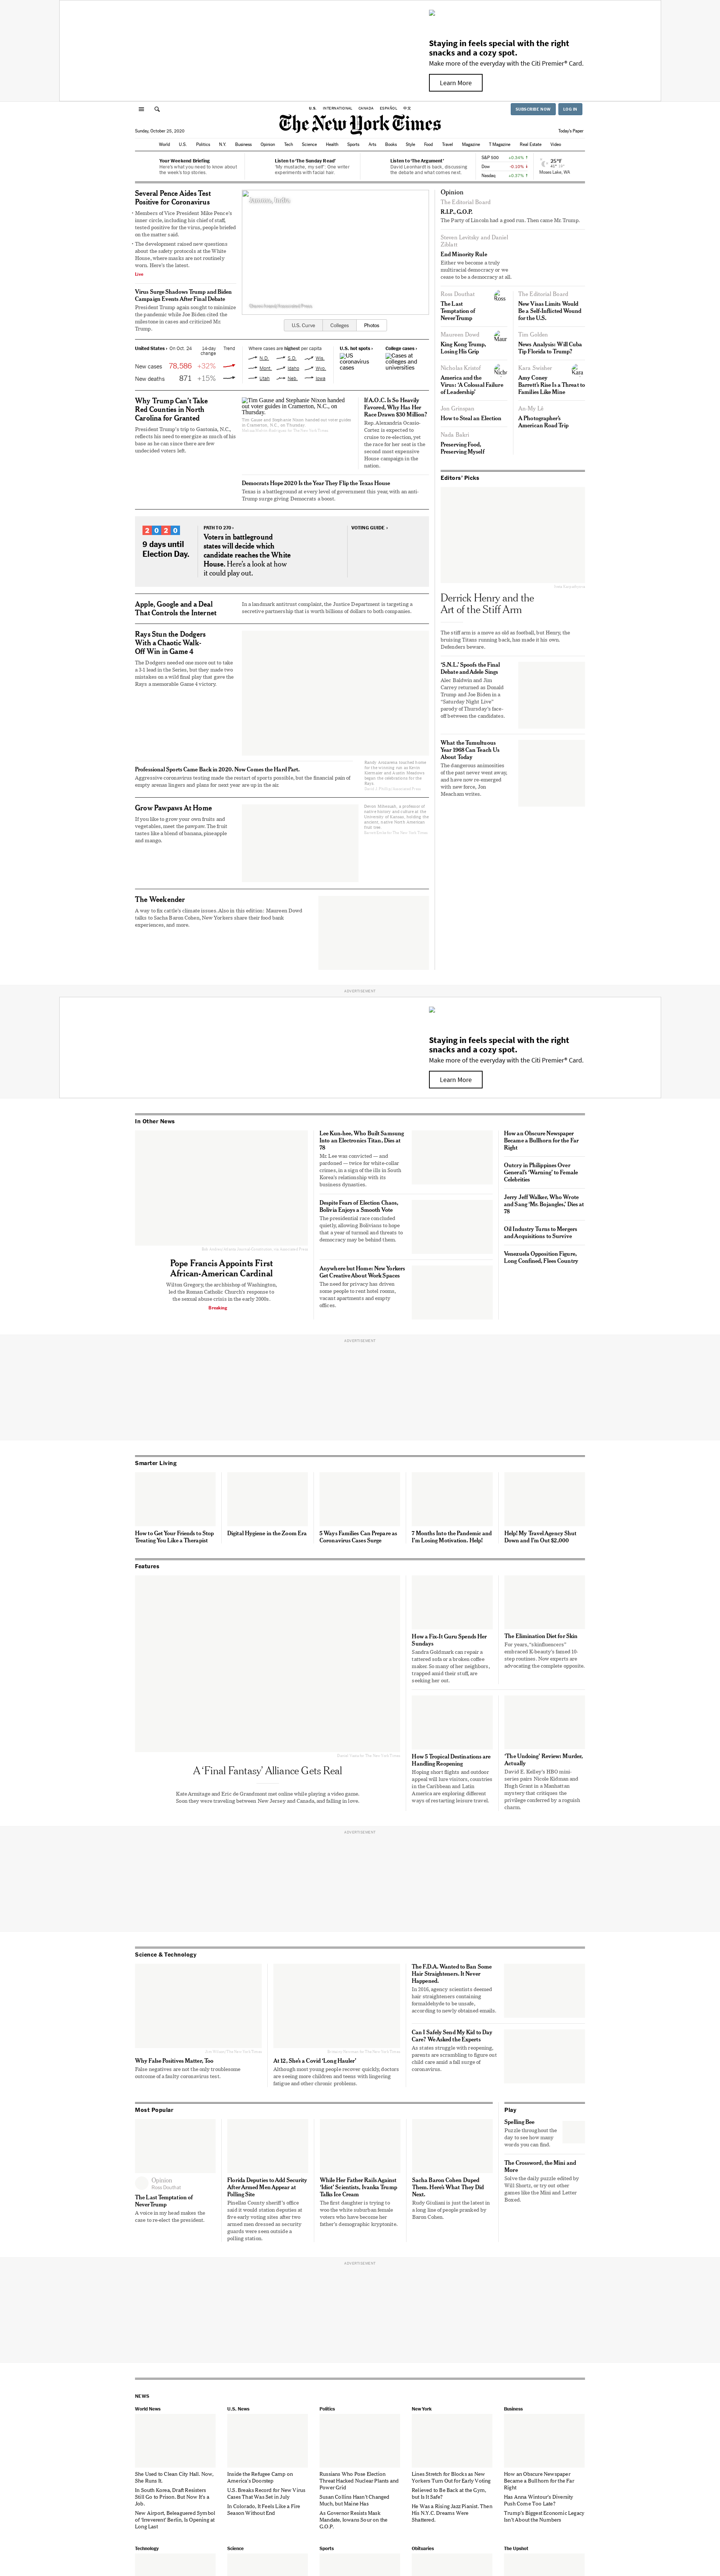 Staying in feels special with the right
snacks and a cozy spot.
Make more of the everyday with the Citi Premier® Card.
Learn More
U.S. INTERNATIONAL CANADA ESPAÑOL 中文
SUBSCRIBE NOW LOG IN
The New York Times
Sunday, October 25, 2020
Today's Paper
World U.S. Politics N.Y. Business Opinion Tech Science Health Sports Arts Books Style Food Travel Magazine T Magazine Real Estate Video
Your Weekend Briefing
Here's what you need to know about
the week's top stories.
Listen to 'The Sunday Read'
'My mustache, my self': One writer
experiments with facial hair.
Listen to 'The Argument'
David Leonhardt is back, discussing
the debate and what comes next.
S&P 500 +0.34% ↑
Dow -0.10% ↓
Nasdaq +0.37% ↑
35°F
Moses Lake, WA
Several Pence Aides Test
Positive for Coronavirus
• Members of Vice President Mike Pence's
inner circle, including his chief of staff,
tested positive for the virus, people briefed
on the matter said.
• The development raised new questions
about the safety protocols at the White
House, where masks are not routinely
worn. Here's the latest.
Live
Virus Surge Shadows Trump and Biden
Campaign Events After Final Debate
President Trump again sought to minimize
the pandemic while Joe Biden cited the
milestone in cases and criticized Mr.
Trump.
Jammu, India
U.S. Curve Colleges Photos
United States › On Oct. 24 14-day
change Trend
New cases 78,586 +32%
New deaths 871 +15%
Where cases are highest per capita
N.D. S.D. Wis.
Mont. Idaho Wyo.
Utah Neb. Iowa
U.S. hot spots ›
US
coronavirus
cases
College cases ›
Cases at
colleges and
universities
Why Trump Can't Take
Red Counties in North
Carolina for Granted
President Trump's trip to Gastonia, N.C.,
reflects his need to energize as much of his
base as he can since there are few
undecided voters left.
Tim Gause and Stephanie Nixon handed
out voter guides in Cramerton, N.C., on
Thursday.
Tim Gause and Stephanie Nixon handed out voter guides
in Cramerton, N.C., on Thursday.
If A.O.C. Is So Heavily
Favored, Why Has Her
Race Drawn $30 Million?
Rep. Alexandria Ocasio-
Cortez is expected to
cruise to re-election, yet
the race for her seat is the
second most expensive
House campaign in the
nation.
Democrats Hope 2020 Is the Year They Flip the Texas House
Texas is a battleground at every level of government this year, with an anti-
Trump surge giving Democrats a boost.
2020
9 days until
Election Day.
PATH TO 270 ›
Voters in battleground
states will decide which
candidate reaches the White
House. Here's a look at how
it could play out.
VOTING GUIDE ›
Apple, Google and a Deal
That Controls the Internet
In a landmark antitrust complaint, the Justice Department is targeting a
secretive partnership that is worth billions of dollars to both companies.
Rays Stun the Dodgers
With a Chaotic Walk-
Off Win in Game 4
The Dodgers needed one more out to take
a 3-1 lead in the Series, but they made two
mistakes on a wild final play that gave the
Rays a memorable Game 4 victory.
Professional Sports Came Back in 2020. Now Comes the Hard Part.
Aggressive coronavirus testing made the restart of sports possible, but the financial pain of
empty arenas lingers and plans for next year are up in the air.
Grow Pawpaws At Home
If you like to grow your own fruits and
vegetables, meet the pawpaw. The fruit
tastes like a blend of banana, pineapple
and mango.
The Weekender
A way to fix cattle's climate issues. Also in this edition: Maureen Dowd
talks to Sacha Baron Cohen, New Yorkers share their food bank
experiences, and more.
Opinion
The Editorial Board
R.I.P., G.O.P.
The Party of Lincoln had a good run. Then came Mr. Trump.
Steven Levitsky and Daniel
Ziblatt
End Minority Rule
Either we become a truly
multiracial democracy or we
cease to be a democracy at all.
Ross Douthat
The Last
Temptation of
NeverTrump
The Editorial Board
New Visas Limits Would
Be a Self-Inflicted Wound
for the U.S.
Maureen Dowd
King Kong Trump,
Losing His Grip
Tim Golden
News Analysis: Will Cuba
Tip Florida to Trump?
Nicholas Kristof
America and the
Virus: 'A Colossal Failure
of Leadership'
Kara Swisher
Amy Coney
Barrett's Rise Is a Threat to
Families Like Mine
Jon Grinspan
How to Steal an Election
An-My Lê
A Photographer's
American Road Trip
Neda Bakri
Preserving Food,
Preserving Myself
Editors' Picks
Derrick Henry and the
Art of the Stiff Arm
The stiff arm is a move as old as football, but Henry, the
bruising Titans running back, has made it his own.
Defenders beware.
'S.N.L.' Spoofs the Final
Debate and Adele Sings
Alec Baldwin and Jim
Carrey returned as Donald
Trump and Joe Biden in a
"Saturday Night Live"
parody of Thursday's face-
off between the candidates.
What the Tumultuous
Year 1968 Can Teach Us
About Today
The dangerous animosities
of the past never went away,
and have now re-emerged
with new force, Jon
Meacham writes.
ADVERTISEMENT
Staying in feels special with the right
snacks and a cozy spot.
Make more of the everyday with the Citi Premier® Card.
Learn More
In Other News
Pope Francis Appoints First
African-American Cardinal
Wilton Gregory, the archbishop of Washington,
led the Roman Catholic Church's response to
the sexual abuse crisis in the early 2000s.
Breaking
Lee Kun-hee, Who Built Samsung
Into an Electronics Titan, Dies at
78
Mr. Lee was convicted — and
pardoned — twice for white-collar
crimes, in a sign of the ills in South
Korea's relationship with its
business dynasties.
Despite Fears of Election Chaos,
Bolivia Enjoys a Smooth Vote
The presidential race concluded
quietly, allowing Bolivians to hope
that a year of turmoil and threats to
democracy may be behind them.
Anywhere but Home: New Yorkers
Get Creative About Work Spaces
The need for privacy has driven
some people to rent hotel rooms,
vacant apartments and empty
offices.
How an Obscure Newspaper
Became a Bullhorn for the Far
Right
Outcry in Philippines Over
General's 'Warning' to Female
Celebrities
Jerry Jeff Walker, Who Wrote
and Sang 'Mr. Bojangles,' Dies at
78
Oil Industry Turns to Mergers
and Acquisitions to Survive
Venezuela Opposition Figure,
Long Confined, Flees Country
ADVERTISEMENT
Smarter Living
How to Get Your Friends to Stop
Treating You Like a Therapist
Digital Hygiene in the Zoom Era
5 Ways Families Can Prepare as
Coronavirus Cases Surge
7 Months Into the Pandemic and
I'm Losing Motivation. Help!
Help! My Travel Agency Shut
Down and I'm Out $2,000
Features
A 'Final Fantasy' Alliance Gets Real
Kate Armitage and Eric de Grandmont met online while playing a video game.
Soon they were traveling between New Jersey and Canada, and falling in love.
How a Fix-It Guru Spends Her
Sundays
Sandra Goldmark can repair a
tattered sofa or a broken coffee
maker. So many of her neighbors,
trapped amid their stuff, are
seeking her out.
The Elimination Diet for Skin
For years, "skinfluencers"
embraced K-beauty's famed 10-
step routines. Now experts are
advocating the complete opposite.
How 5 Tropical Destinations are
Handling Reopening
Hoping short flights and outdoor
appeal will lure visitors, countries
in the Caribbean and Latin
America are exploring different
ways of restarting leisure travel.
'The Undoing' Review: Murder,
Actually
David E. Kelley's HBO mini-
series pairs Nicole Kidman and
Hugh Grant in a Manhattan
mystery that critiques the
privilege conferred by a roguish
charm.
ADVERTISEMENT
Science & Technology
Why False Positives Matter, Too
False negatives are not the only troublesome
outcome of a faulty coronavirus test.
At 12, She's a Covid 'Long Hauler'
Although most young people recover quickly, doctors
are seeing more children and teens with lingering
fatigue and other chronic problems.
The F.D.A. Wanted to Ban Some
Hair Straighteners. It Never
Happened.
In 2016, agency scientists deemed
hair straighteners containing
formaldehyde to be unsafe,
according to newly obtained emails.
Can I Safely Send My Kid to Day
Care? We Asked the Experts
As states struggle with reopening,
parents are scrambling to figure out
child care amid a fall surge of
coronavirus.
Most Popular
Opinion
Ross Douthat
The Last Temptation of
NeverTrump
A voice in my head makes the
case to re-elect the president.
Florida Deputies to Add Security
After Armed Men Appear at
Polling Site
Pinellas County sheriff's office
said it would station deputies at
five early voting sites after two
armed men dressed as security
guards were seen outside a
polling station.
While Her Father Rails Against
'Idiot' Scientists, Ivanka Trump
Talks Ice Cream
The first daughter is trying to
woo the white suburban female
voters who have become her
father's demographic kryptonite.
Sacha Baron Cohen Duped
Them. Here's What They Did
Next.
Rudy Giuliani is just the latest in
a long line of people pranked by
Baron Cohen.
Play
Spelling Bee
Puzzle throughout the
day to see how many
words you can find.
The Crossword, the Mini and
More
Solve the daily puzzle edited by
Will Shortz, or try out other
games like the Mini and Letter
Boxed.
ADVERTISEMENT
NEWS
World News
She Used to Clean City Hall. Now,
She Runs It.
In South Korea, Draft Resisters
Still Go to Prison. But Now It's a
Job.
New Airport, Beleaguered Symbol
of 'Irreverent' Berlin, Is Opening at
Long Last
U.S. News
Inside the Refugee Camp on
America's Doorstep
U.S. Breaks Record for New Virus
Cases That Was Set in July
In Colorado, It Feels Like a Fire
Season Without End
Politics
Russians Who Pose Election
Threat Hacked Nuclear Plants and
Power Grid
Susan Collins Hasn't Changed
Much, but Maine Has
As Governor Resists Mask
Mandate, Iowans Sour on the
G.O.P.
New York
Lines Stretch for Blocks as New
Yorkers Turn Out for Early Voting
Relieved to Be Back at the Gym,
but Is It Safe?
He Was a Rising Jazz Pianist. Then
His N.Y.C. Dreams Were
Shattered.
Business
How an Obscure Newspaper
Became a Bullhorn for the Far
Right
Has Anna Wintour's Diversity
Push Come Too Late?
Trump's Biggest Economic Legacy
Isn't About the Numbers
Technology
Science
Sports
Obituaries
The Upshot